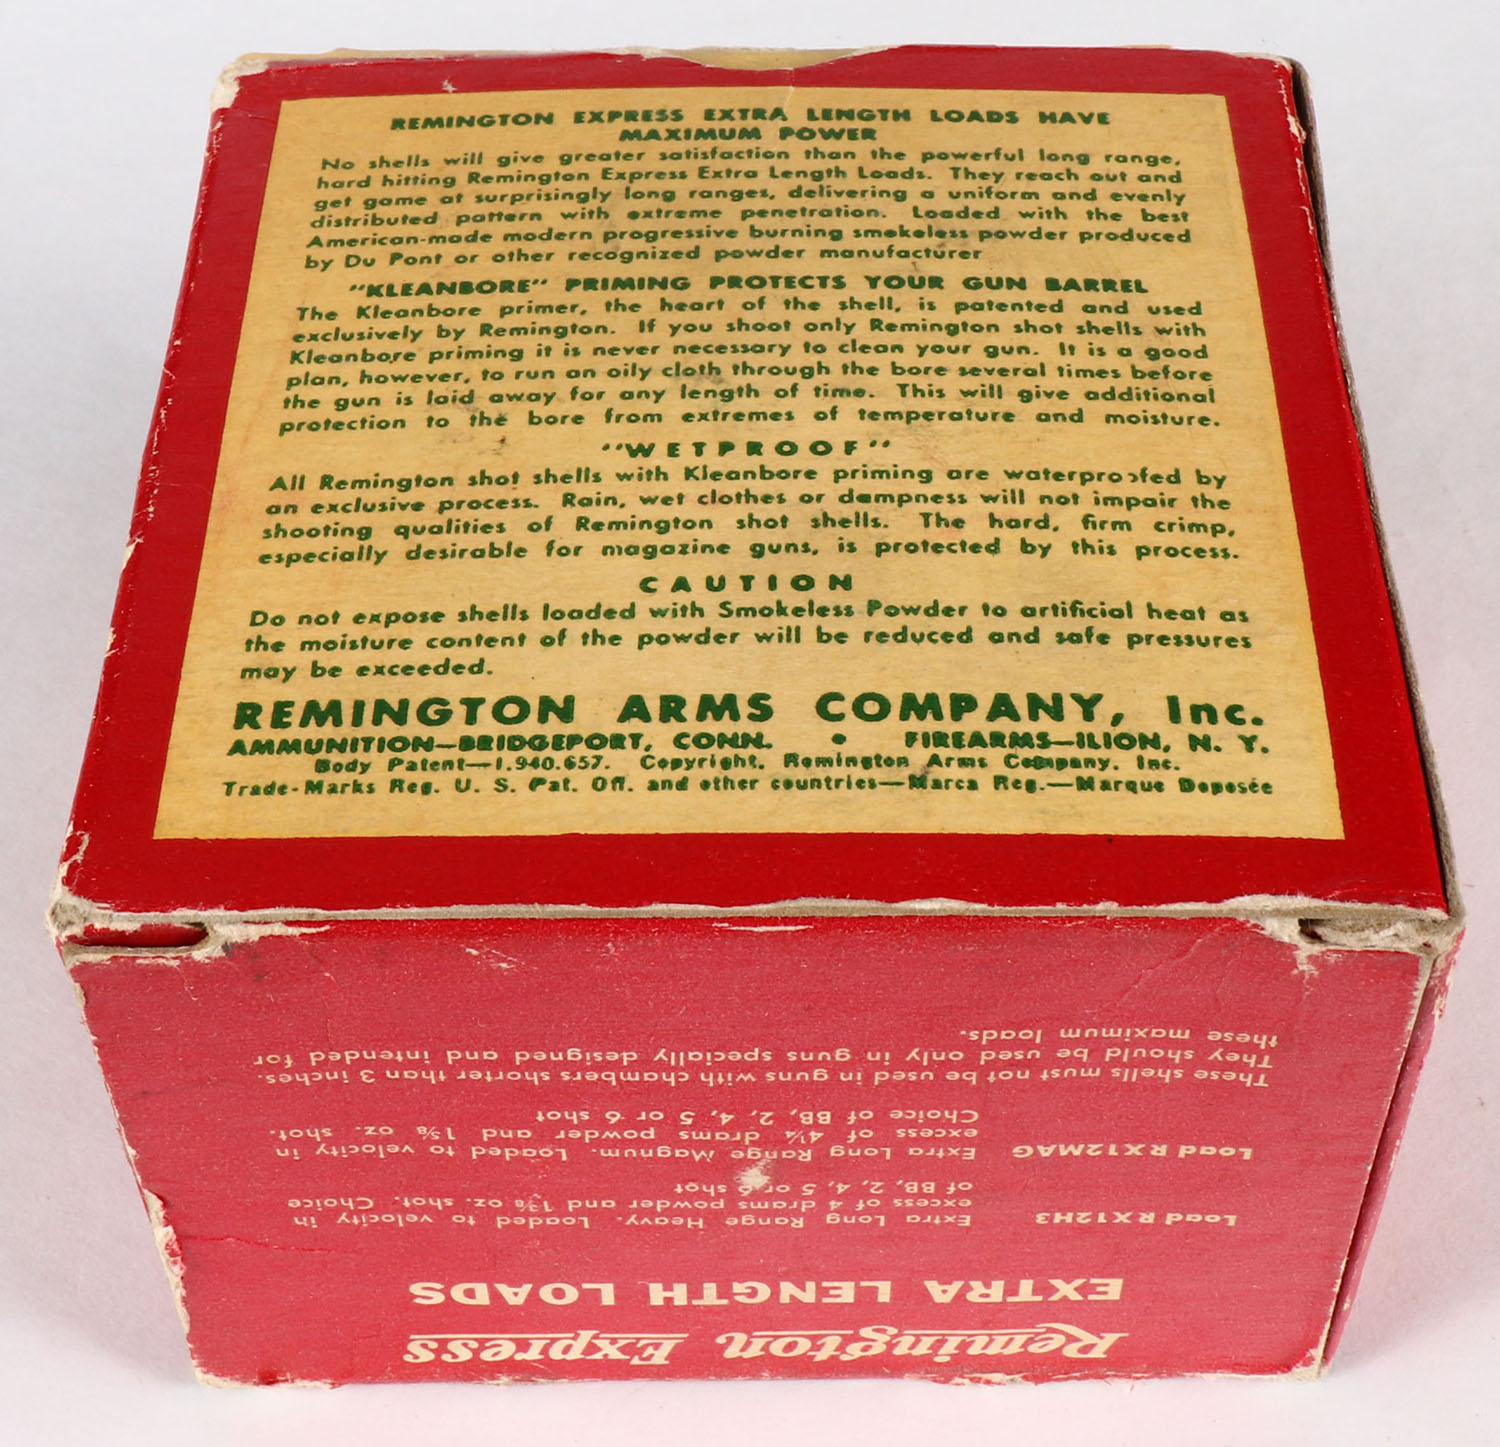 REMINGTON EXPRESS EXTRA LENGTH LOADS HAVE
MAXIMUM POWER
No shells will give greater satisfaction than the powerful long range,
hard hitting Remington Express Extra Length Loads. They reach out and
get game at surprisingly long ranges, delivering a uniform and evenly
distributed pattern with extreme penetration. Loaded with the best
American-made modern progressive burning smokeless powder produced
by Du Pont or other recognized powder manufacturer
"KLEANBORE" PRIMING PROTECTS YOUR GUN BARREL
The Kleanbore primer, the heart of the shell, is patented and used
exclusively by Remington. If you shoot only Remington shot shells with
Kleanbore priming it is never necessary to clean your gun. It is a good
plan, however, to run an oily cloth through the bore several times before
the gun is laid away for any length of time. This will give additional
protection to the bore from extremes of temperature and moisture.
"WETPROOF"
All Remington shot shells with Kleanbore priming are waterproofed by
an exclusive process. Rain, wet clothes or dampness will not impair the
shooting qualities of Remington shot shells. The hard, firm crimp,
especially desirable for magazine guns, is protected by this process.
CAUTION
Do not expose shells loaded with Smokeless Powder to artificial heat as
the moisture content of the powder will be reduced and safe pressures
may be exceeded.
REMINGTON ARMS COMPANY, Inc.
AMMUNITION—BRIDGEPORT, CONN. • FIREARMS—ILION, N. Y.
Body Patent—1.940.657. Copyright. Remington Arms Company. Inc.
Trade-Marks Reg. U. S. Pat. Off. and other countries—Marca Reg.—Marque Deposée
Remington Express
EXTRA LENGTH LOADS
Load RX12H3 Extra Long Range Heavy. Loaded to velocity in
excess of 4 drams powder and 1⅜ oz. shot. Choice
of BB, 2, 4, 5 or 6 shot
Load RX12MAG Extra Long Range Magnum. Loaded to velocity in
excess of 4¼ drams powder and 1⅝ oz. shot.
Choice of BB, 2, 4, 5 or 6 shot
These shells must not be used in guns with chambers shorter than 3 inches.
They should be used only in guns specially designed and intended for
these maximum loads.